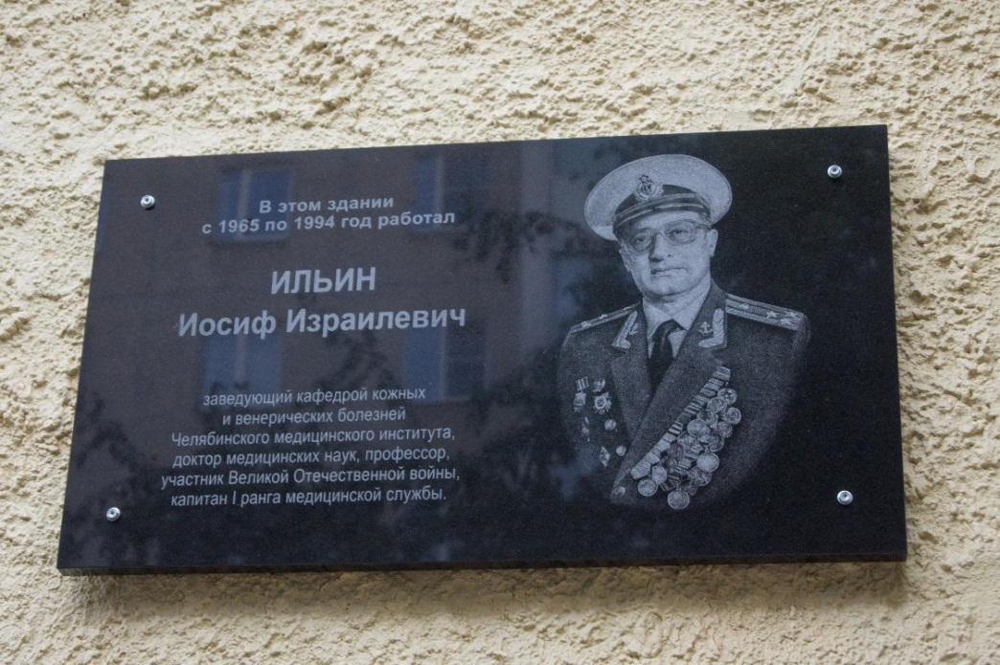 В этом здании
с 1965 по 1994 год работал
ИЛЬИН
Иосиф Израилевич
заведующий кафедрой кожных
и венерических болезней
Челябинского медицинского института,
доктор медицинских наук, профессор,
участник Великой Отечественной войны,
капитан I ранга медицинской службы.